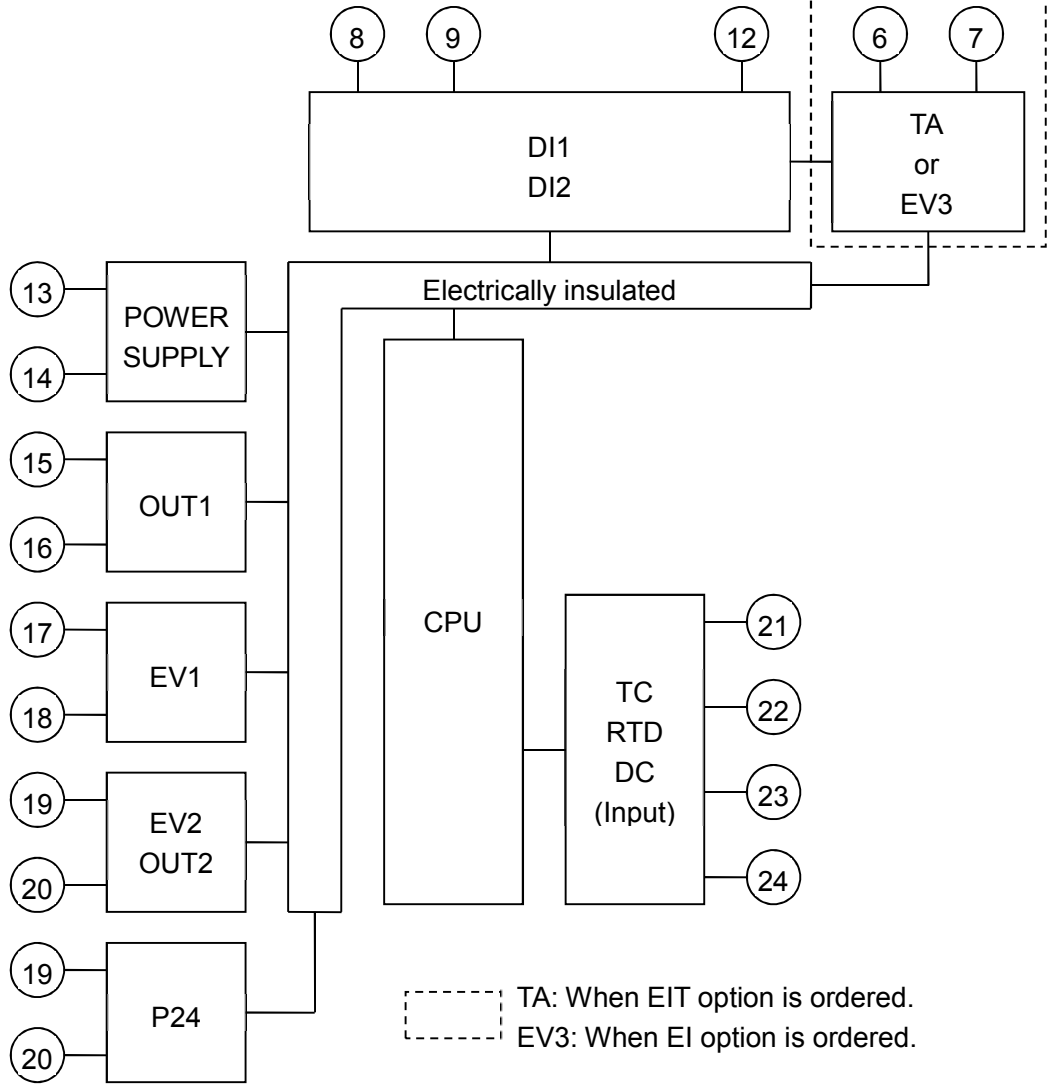 8 9 12 6 7
DI1
DI2
TA
or
EV3
Electrically insulated
13
14
POWER
SUPPLY
15
16
OUT1
17
18
EV1
19
20
EV2
OUT2
19
20
P24
CPU
TC
RTD
DC
(Input)
21
22
23
24
TA: When EIT option is ordered.
EV3: When EI option is ordered.